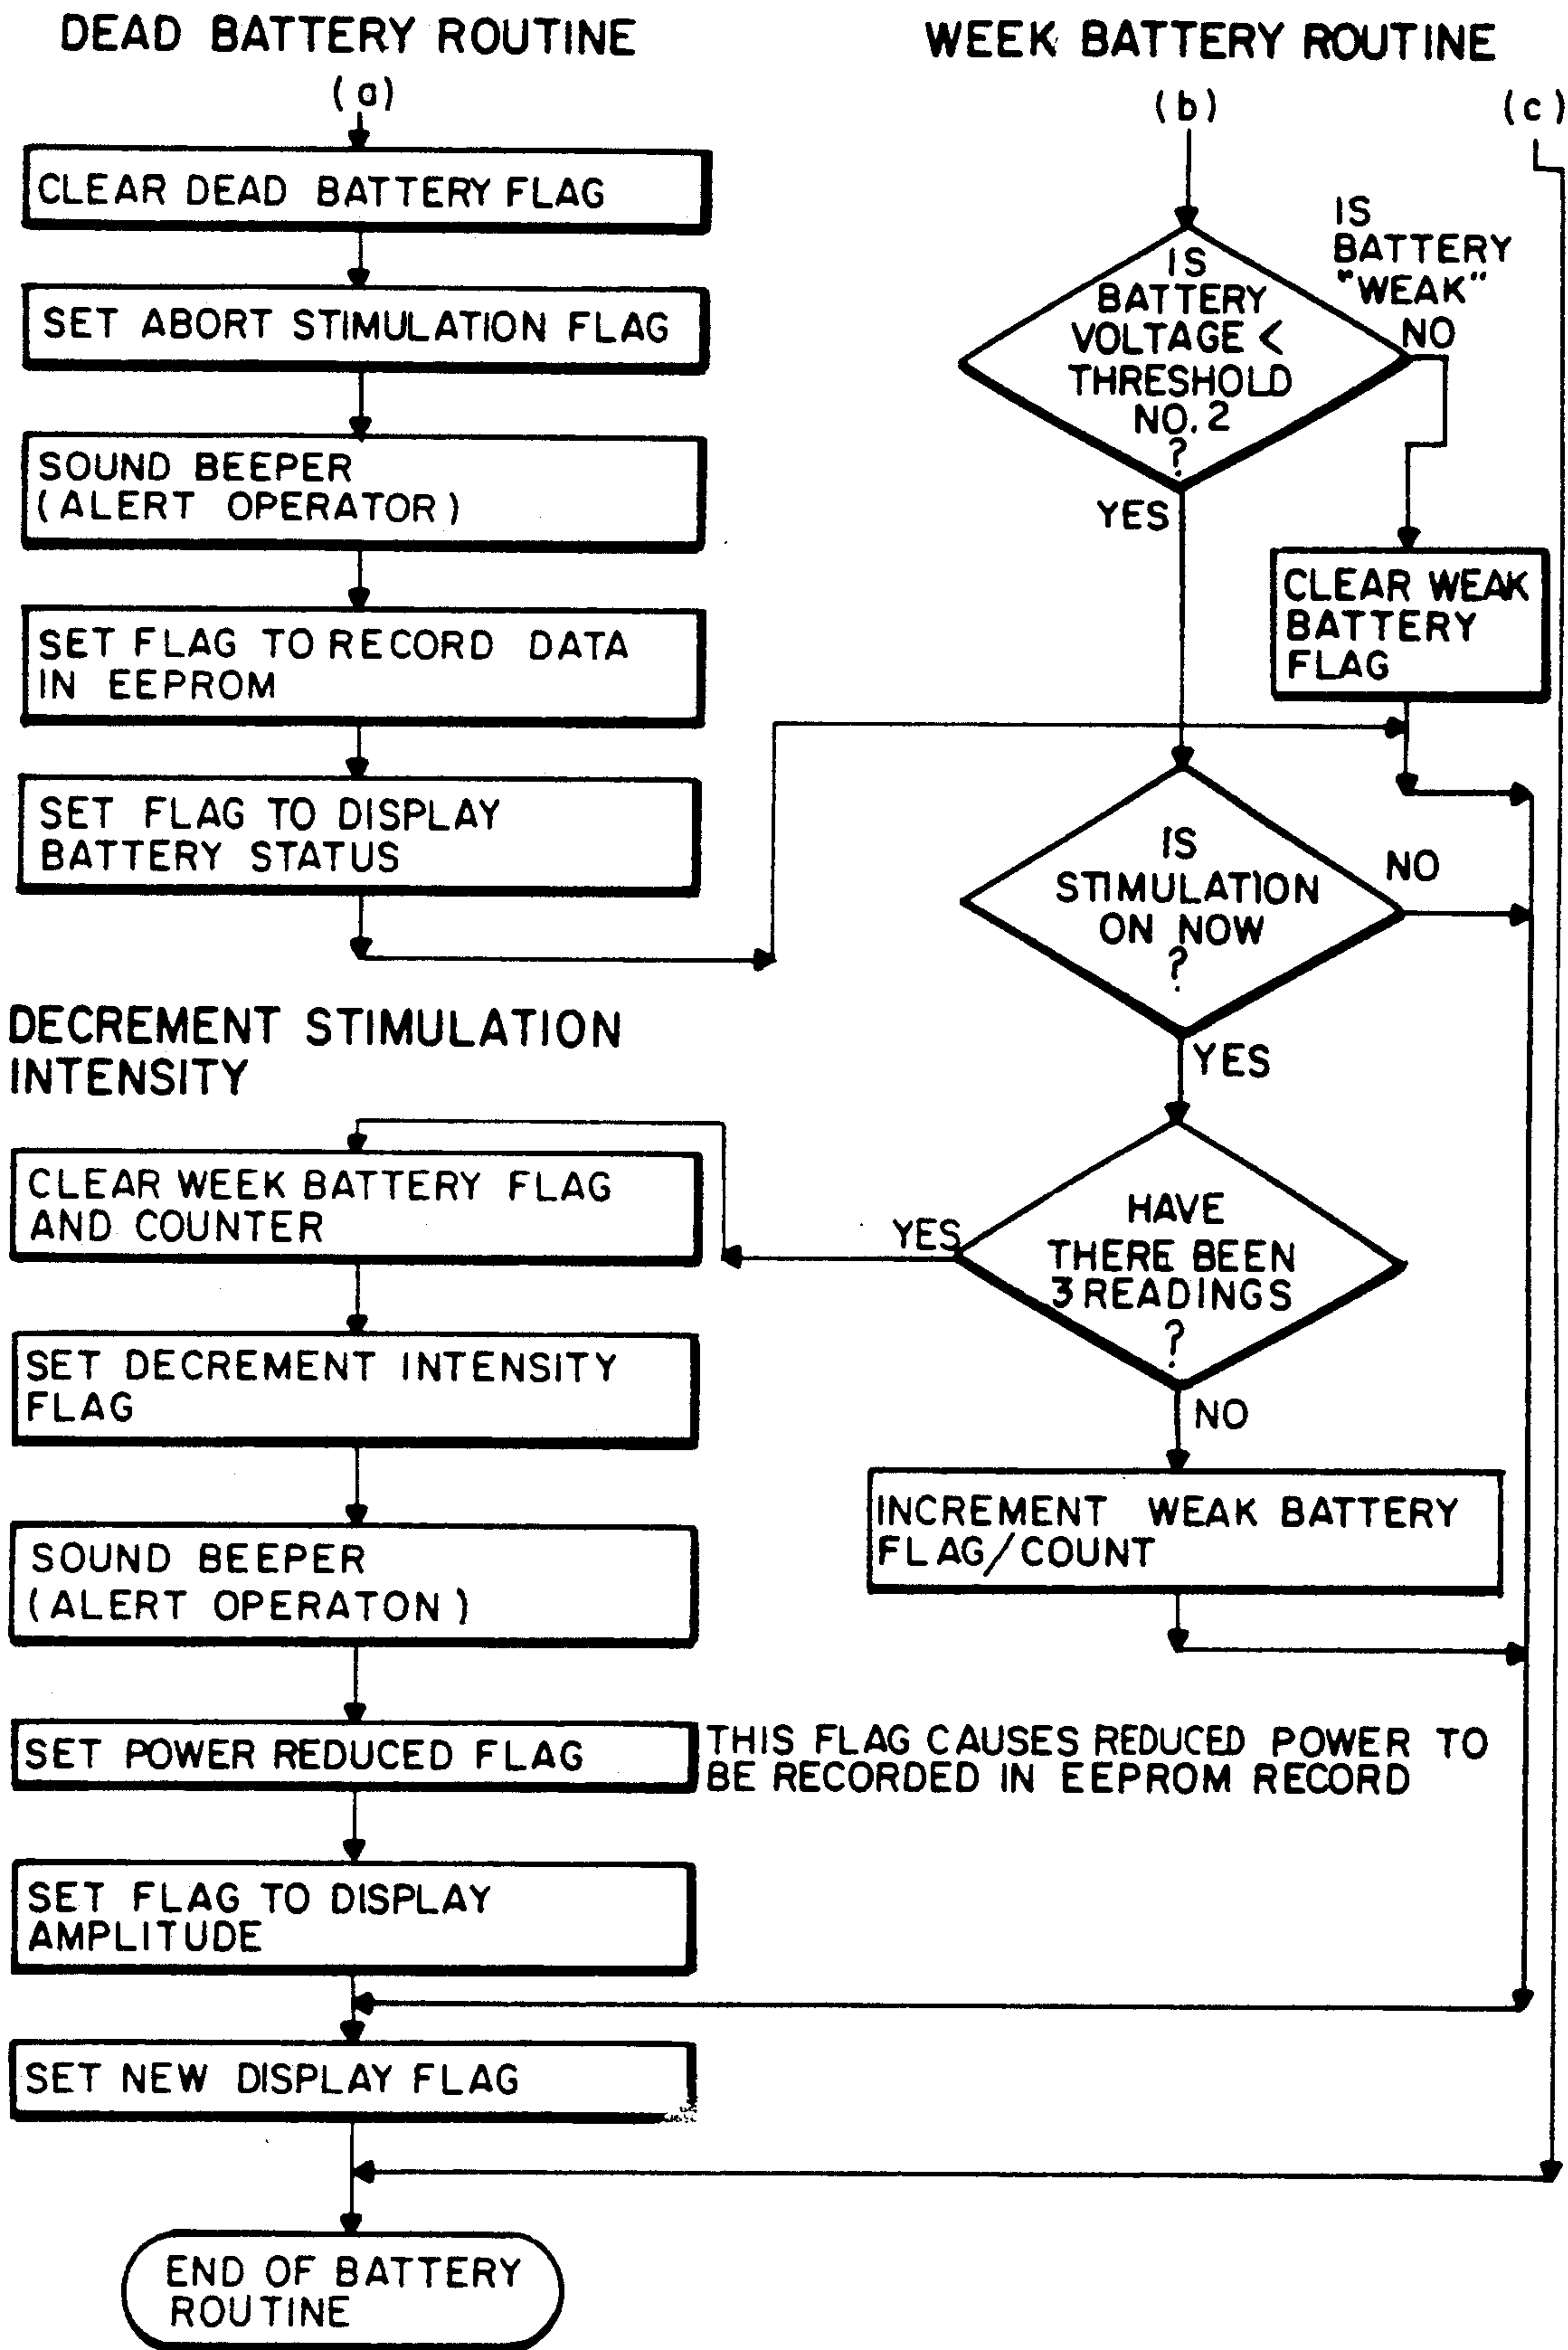 DEAD BATTERY ROUTINE
(a)
CLEAR DEAD BATTERY FLAG
SET ABORT STIMULATION FLAG
SOUND BEEPER
(ALERT OPERATOR)
SET FLAG TO RECORD DATA
IN EEPROM
SET FLAG TO DISPLAY
BATTERY STATUS
WEEK BATTERY ROUTINE
(b)
(c)
IS
BATTERY
VOLTAGE <
THRESHOLD
NO. 2
?
IS
BATTERY
"WEAK"
NO
YES
CLEAR WEAK
BATTERY
FLAG
IS
STIMULATION
ON NOW
?
NO
YES
HAVE
THERE BEEN
3 READINGS
?
YES
NO
INCREMENT WEAK BATTERY
FLAG/COUNT
DECREMENT STIMULATION
INTENSITY
CLEAR WEEK BATTERY FLAG
AND COUNTER
SET DECREMENT INTENSITY
FLAG
SOUND BEEPER
(ALERT OPERATON)
SET POWER REDUCED FLAG
THIS FLAG CAUSES REDUCED POWER TO
BE RECORDED IN EEPROM RECORD
SET FLAG TO DISPLAY
AMPLITUDE
SET NEW DISPLAY FLAG
END OF BATTERY
ROUTINE